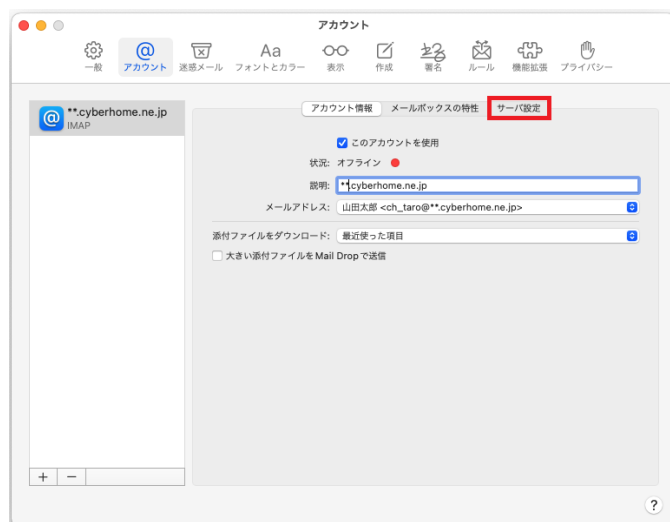 アカウント
一般 アカウント 迷惑メール フォントとカラー 表示 作成 署名 ルール 機能拡張 プライバシー
**.cyberhome.ne.jp
IMAP
アカウント情報 メールボックスの特性 サーバ設定
このアカウントを使用
状況: オフライン
説明: **.cyberhome.ne.jp
メールアドレス: 山田太郎 <ch_taro@**.cyberhome.ne.jp>
添付ファイルをダウンロード: 最近使った項目
大きい添付ファイルをMail Dropで送信
+ −
?